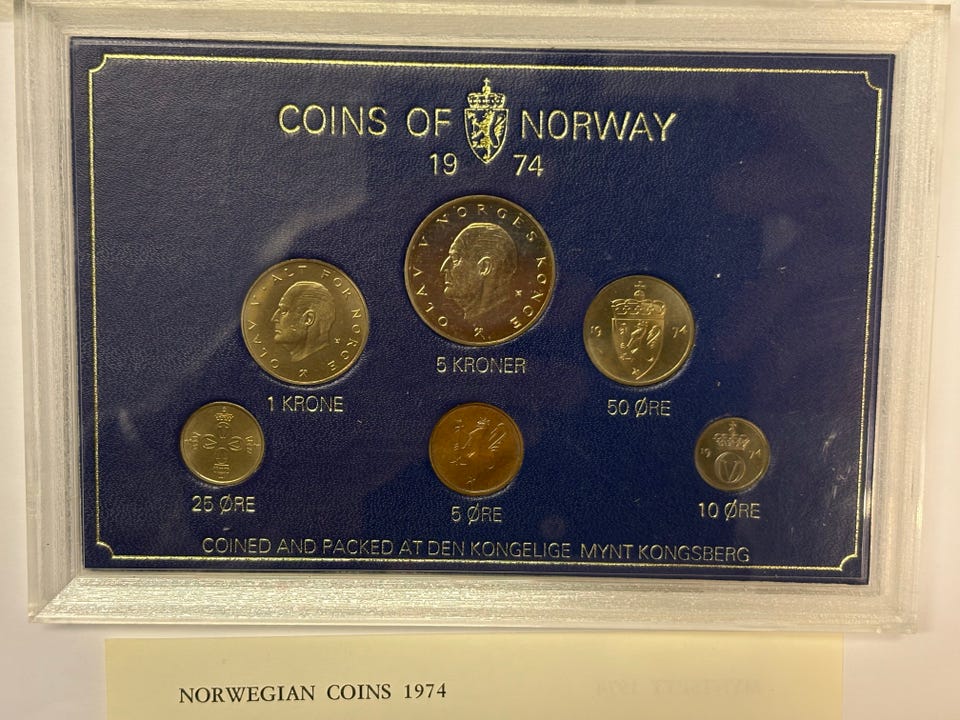 COINS OF NORWAY
19 74
OLAV V NORGES KONGE
5 KRONER
OLAV V ALT FOR NORGE
1 KRONE
19 74
50 ØRE
25 ØRE
5 ØRE
19 74
V
10 ØRE
COINED AND PACKED AT DEN KONGELIGE MYNT KONGSBERG
NORWEGIAN COINS 1974